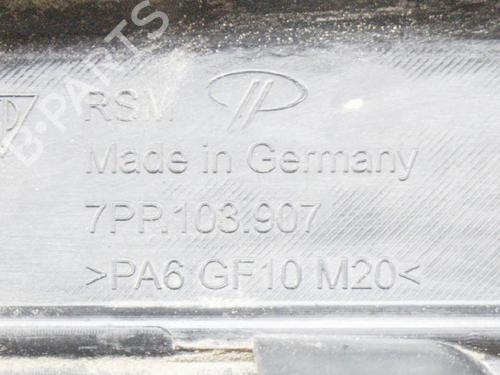 B-PARTS
RSM
Made in Germany
7PP.103.907
>PA6 GF10 M20<